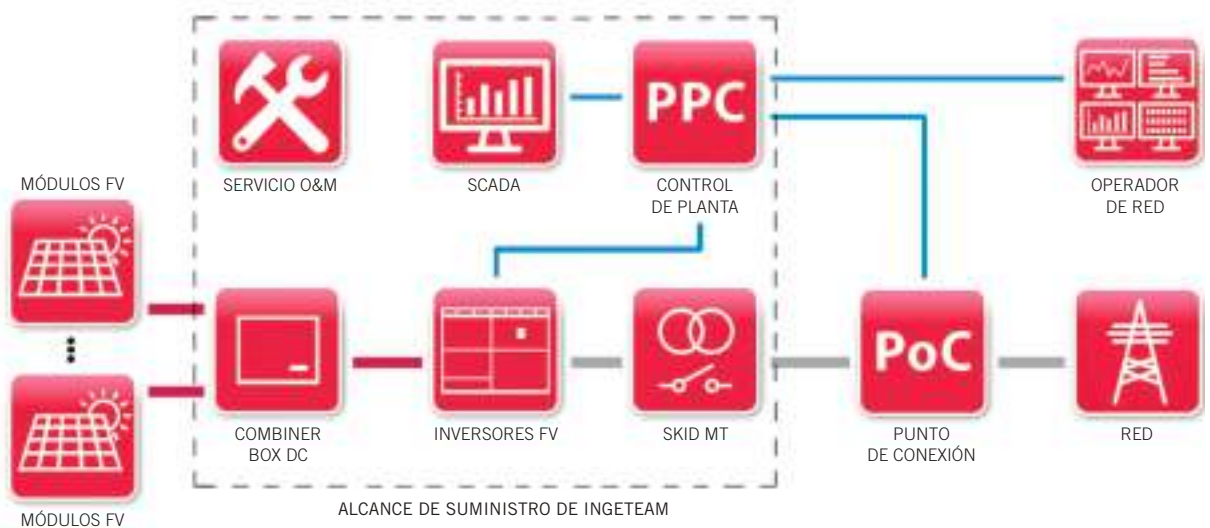 PPC
SERVICIO O&M
SCADA
CONTROL
DE PLANTA
OPERADOR
DE RED
MÓDULOS FV
PoC
COMBINER
BOX DC
INVERSORES FV
SKID MT
PUNTO
DE CONEXIÓN
RED
MÓDULOS FV
ALCANCE DE SUMINISTRO DE INGETEAM